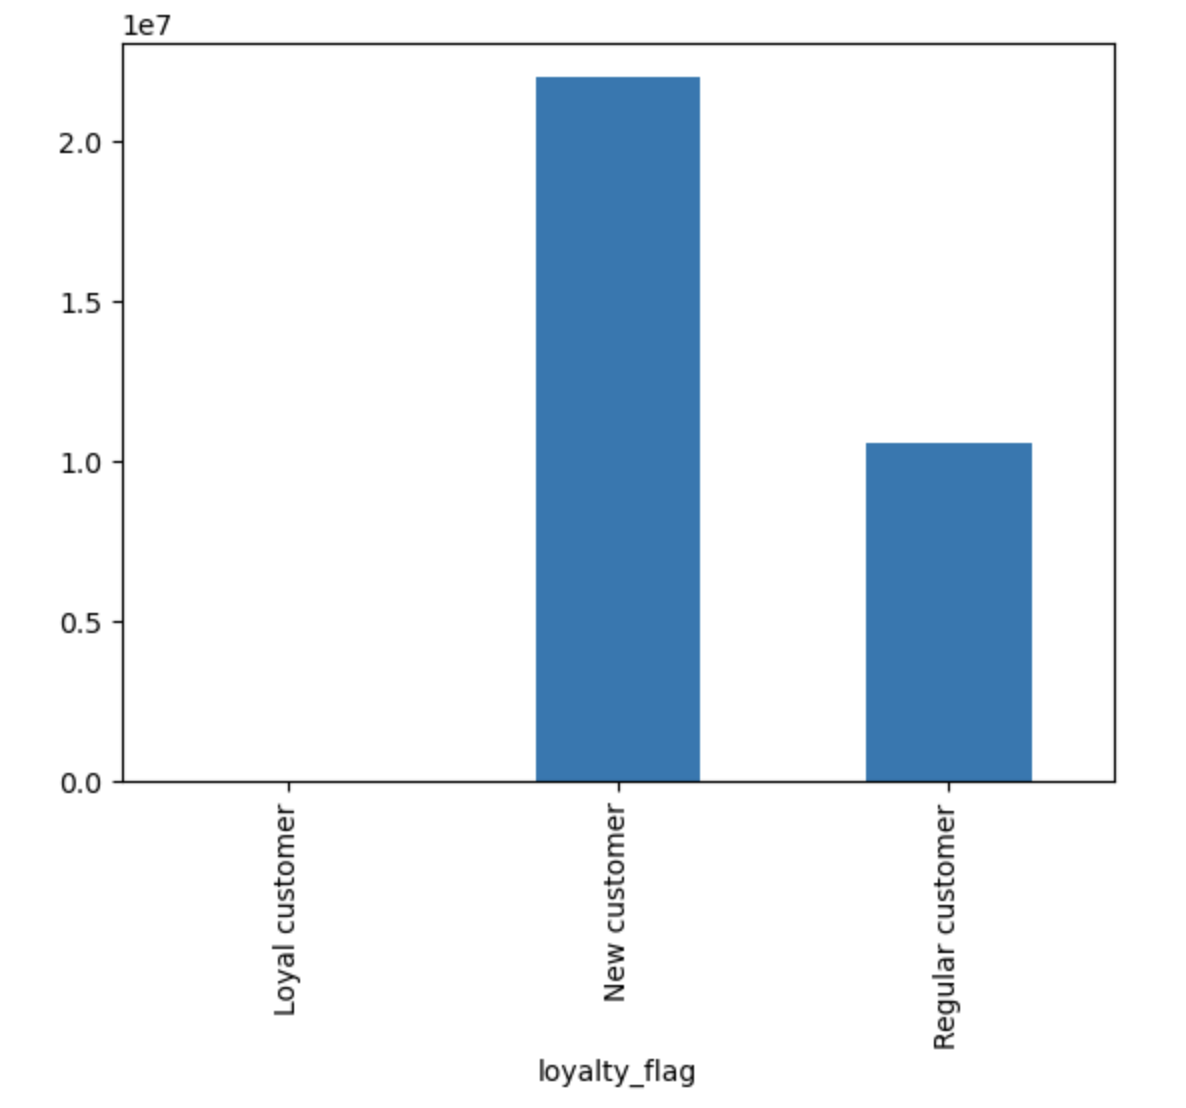 1e7
2.0
1.5
1.0
0.5
0.0
Loyal customer
New customer
Regular customer
loyalty_flag